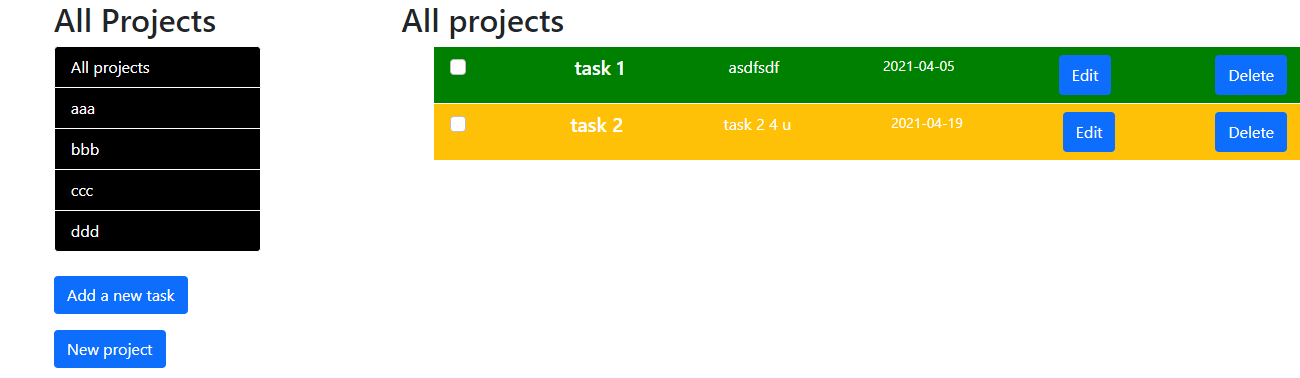 All Projects
All projects
aaa
bbb
ccc
ddd
Add a new task
New project
All projects
task 1 asdfsdf 2021-04-05 Edit Delete
task 2 task 2 4 u 2021-04-19 Edit Delete